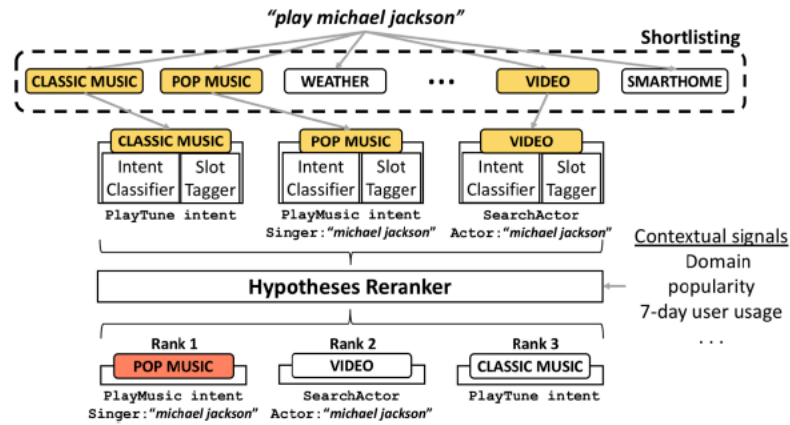 “play michael jackson”
Shortlisting
CLASSIC MUSIC
POP MUSIC
WEATHER
...
VIDEO
SMARTHOME
CLASSIC MUSIC
Intent
Classifier
Slot
Tagger
PlayTune intent
POP MUSIC
Intent
Classifier
Slot
Tagger
PlayMusic intent
Singer:“michael jackson”
VIDEO
Intent
Classifier
Slot
Tagger
SearchActor
Actor:“michael jackson”
Contextual signals
Domain
popularity
7-day user usage
. . .
Hypotheses Reranker
Rank 1
POP MUSIC
PlayMusic intent
Singer:“michael jackson”
Rank 2
VIDEO
SearchActor
Actor:“michael jackson”
Rank 3
CLASSIC MUSIC
PlayTune intent